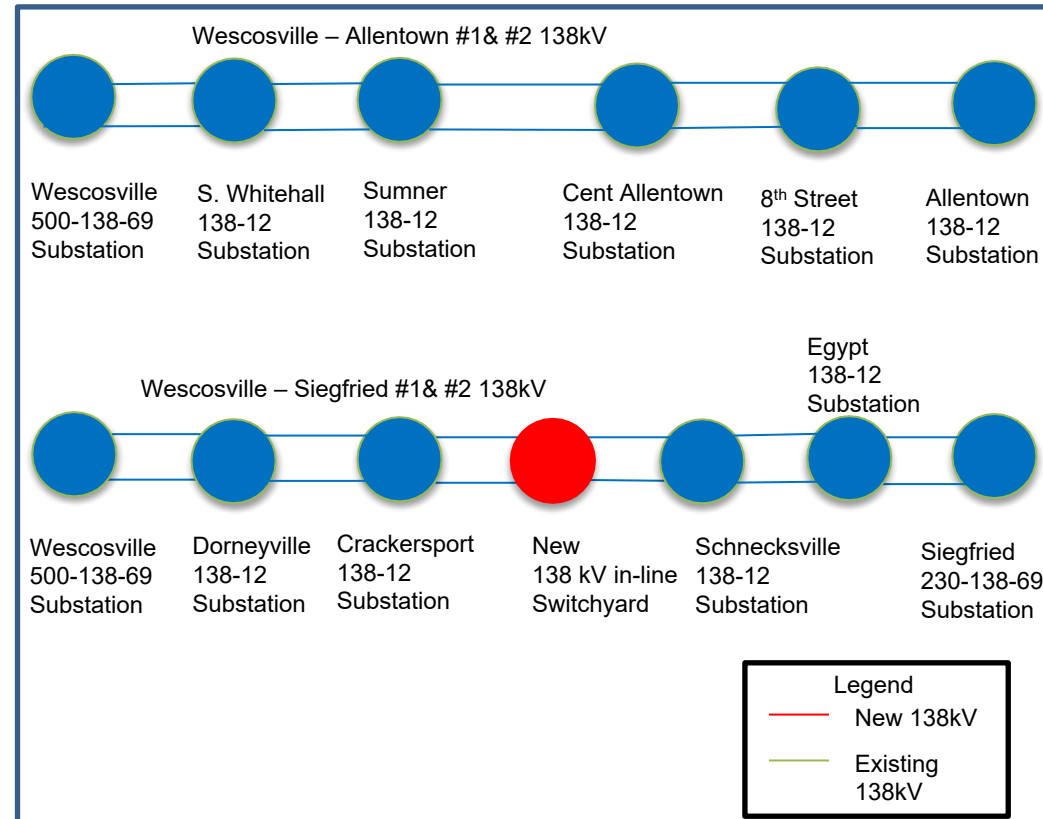 Wescosville – Allentown #1& #2 138kV
Wescosville
500-138-69
Substation
S. Whitehall
138-12
Substation
Sumner
138-12
Substation
Cent Allentown
138-12
Substation
8th Street
138-12
Substation
Allentown
138-12
Substation
Wescosville – Siegfried #1& #2 138kV
Egypt
138-12
Substation
Wescosville
500-138-69
Substation
Dorneyville
138-12
Substation
Crackersport
138-12
Substation
New
138 kV in-line
Switchyard
Schnecksville
138-12
Substation
Siegfried
230-138-69
Substation
Legend
New 138kV
Existing
138kV